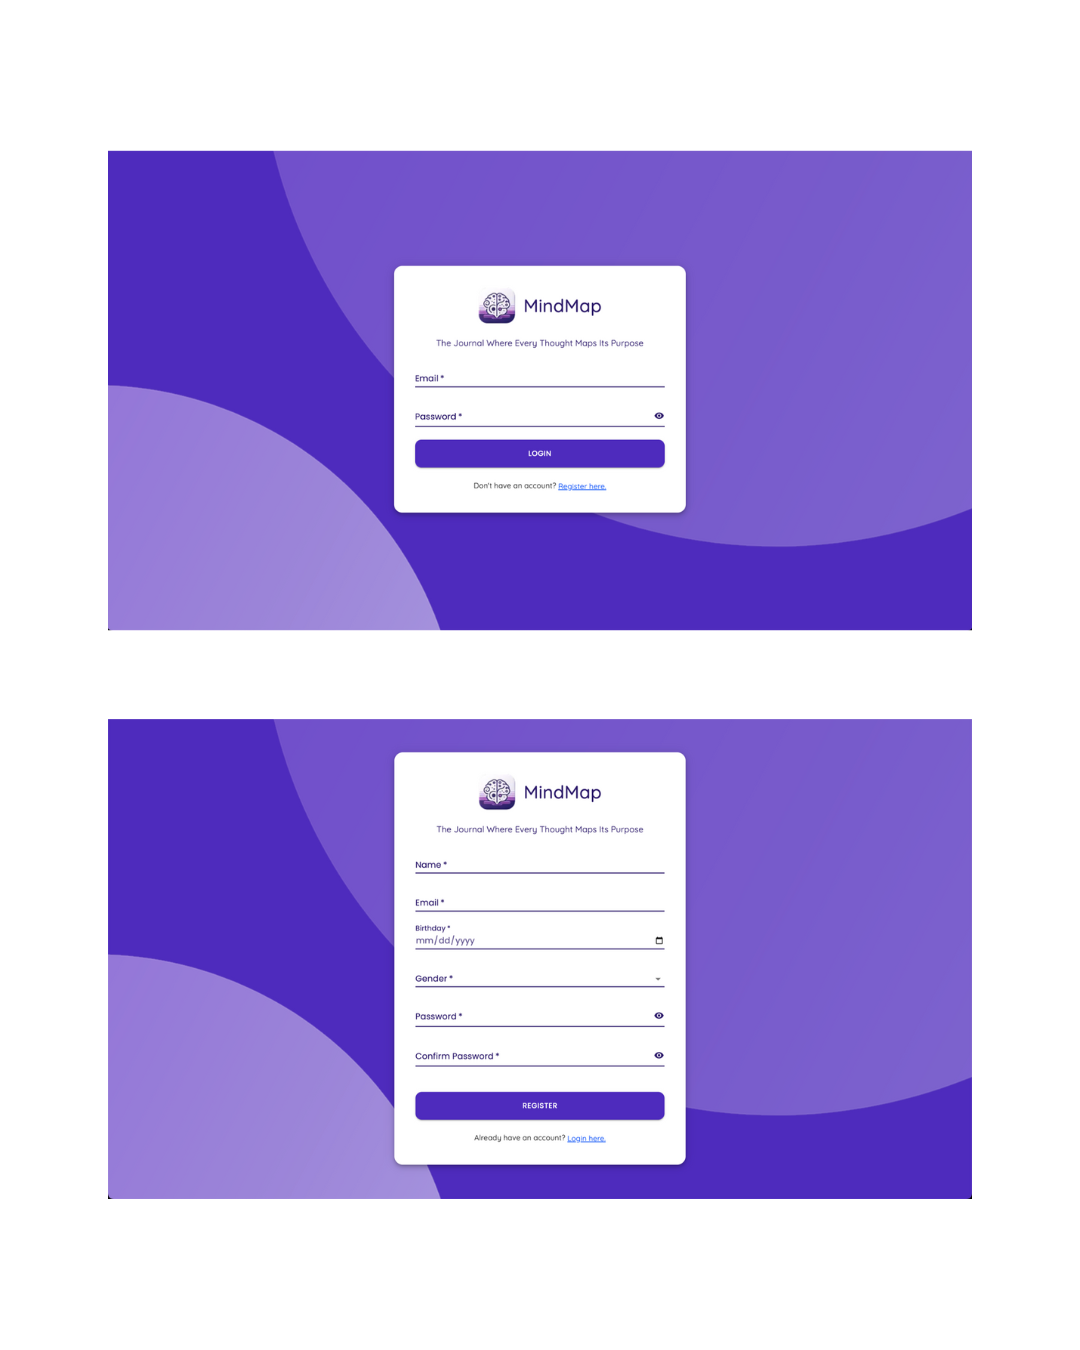 MindMap
The Journal Where Every Thought Maps Its Purpose
Email *
Password *
LOGIN
Don't have an account? Register here.
MindMap
The Journal Where Every Thought Maps Its Purpose
Name *
Email *
Birthday *
mm/dd/yyyy
Gender *
Password *
Confirm Password *
REGISTER
Already have an account? Login here.